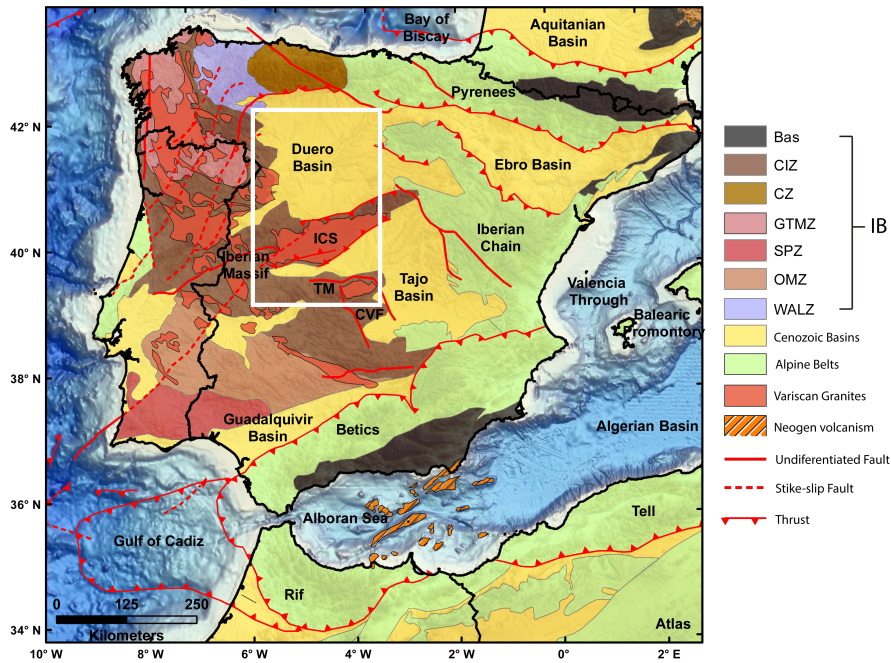 Bay of
Biscay
Aquitanian
Basin
Pyrenees
Duero
Basin
Ebro Basin
Iberian
Chain
ICS
Iberian
Massif
TM
Tajo
Basin
CVF
Valencia
Through
Balearic
Promontory
Guadalquivir
Basin
Betics
Algerian Basin
Alboran Sea
Gulf of Cadiz
Tell
Rif
Atlas
0 125 250
Kilometers
42° N
40° N
38° N
36° N
34° N
10° W 8° W 6° W 4° W 2° W 0° 2° E
Bas
CIZ
CZ
GTMZ
SPZ
OMZ
WALZ
IB
Cenozoic Basins
Alpine Belts
Variscan Granites
Neogen volcanism
Undiferentiated Fault
Stike-slip Fault
Thrust